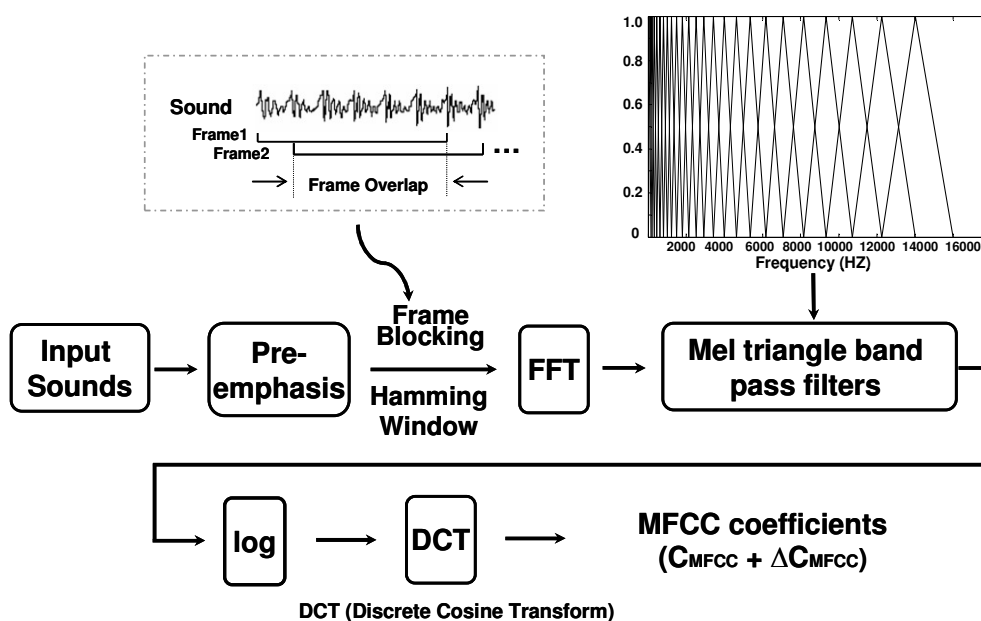 Sound
Frame1
Frame2
...
Frame Overlap
1.0
0.8
0.6
0.4
0.2
0
2000 4000 6000 8000 10000 12000 14000 16000
Frequency (HZ)
Input
Sounds
Pre-
emphasis
Frame
Blocking
Hamming
Window
FFT
Mel triangle band
pass filters
log
DCT
MFCC coefficients
(CMFCC + ΔCMFCC)
DCT (Discrete Cosine Transform)